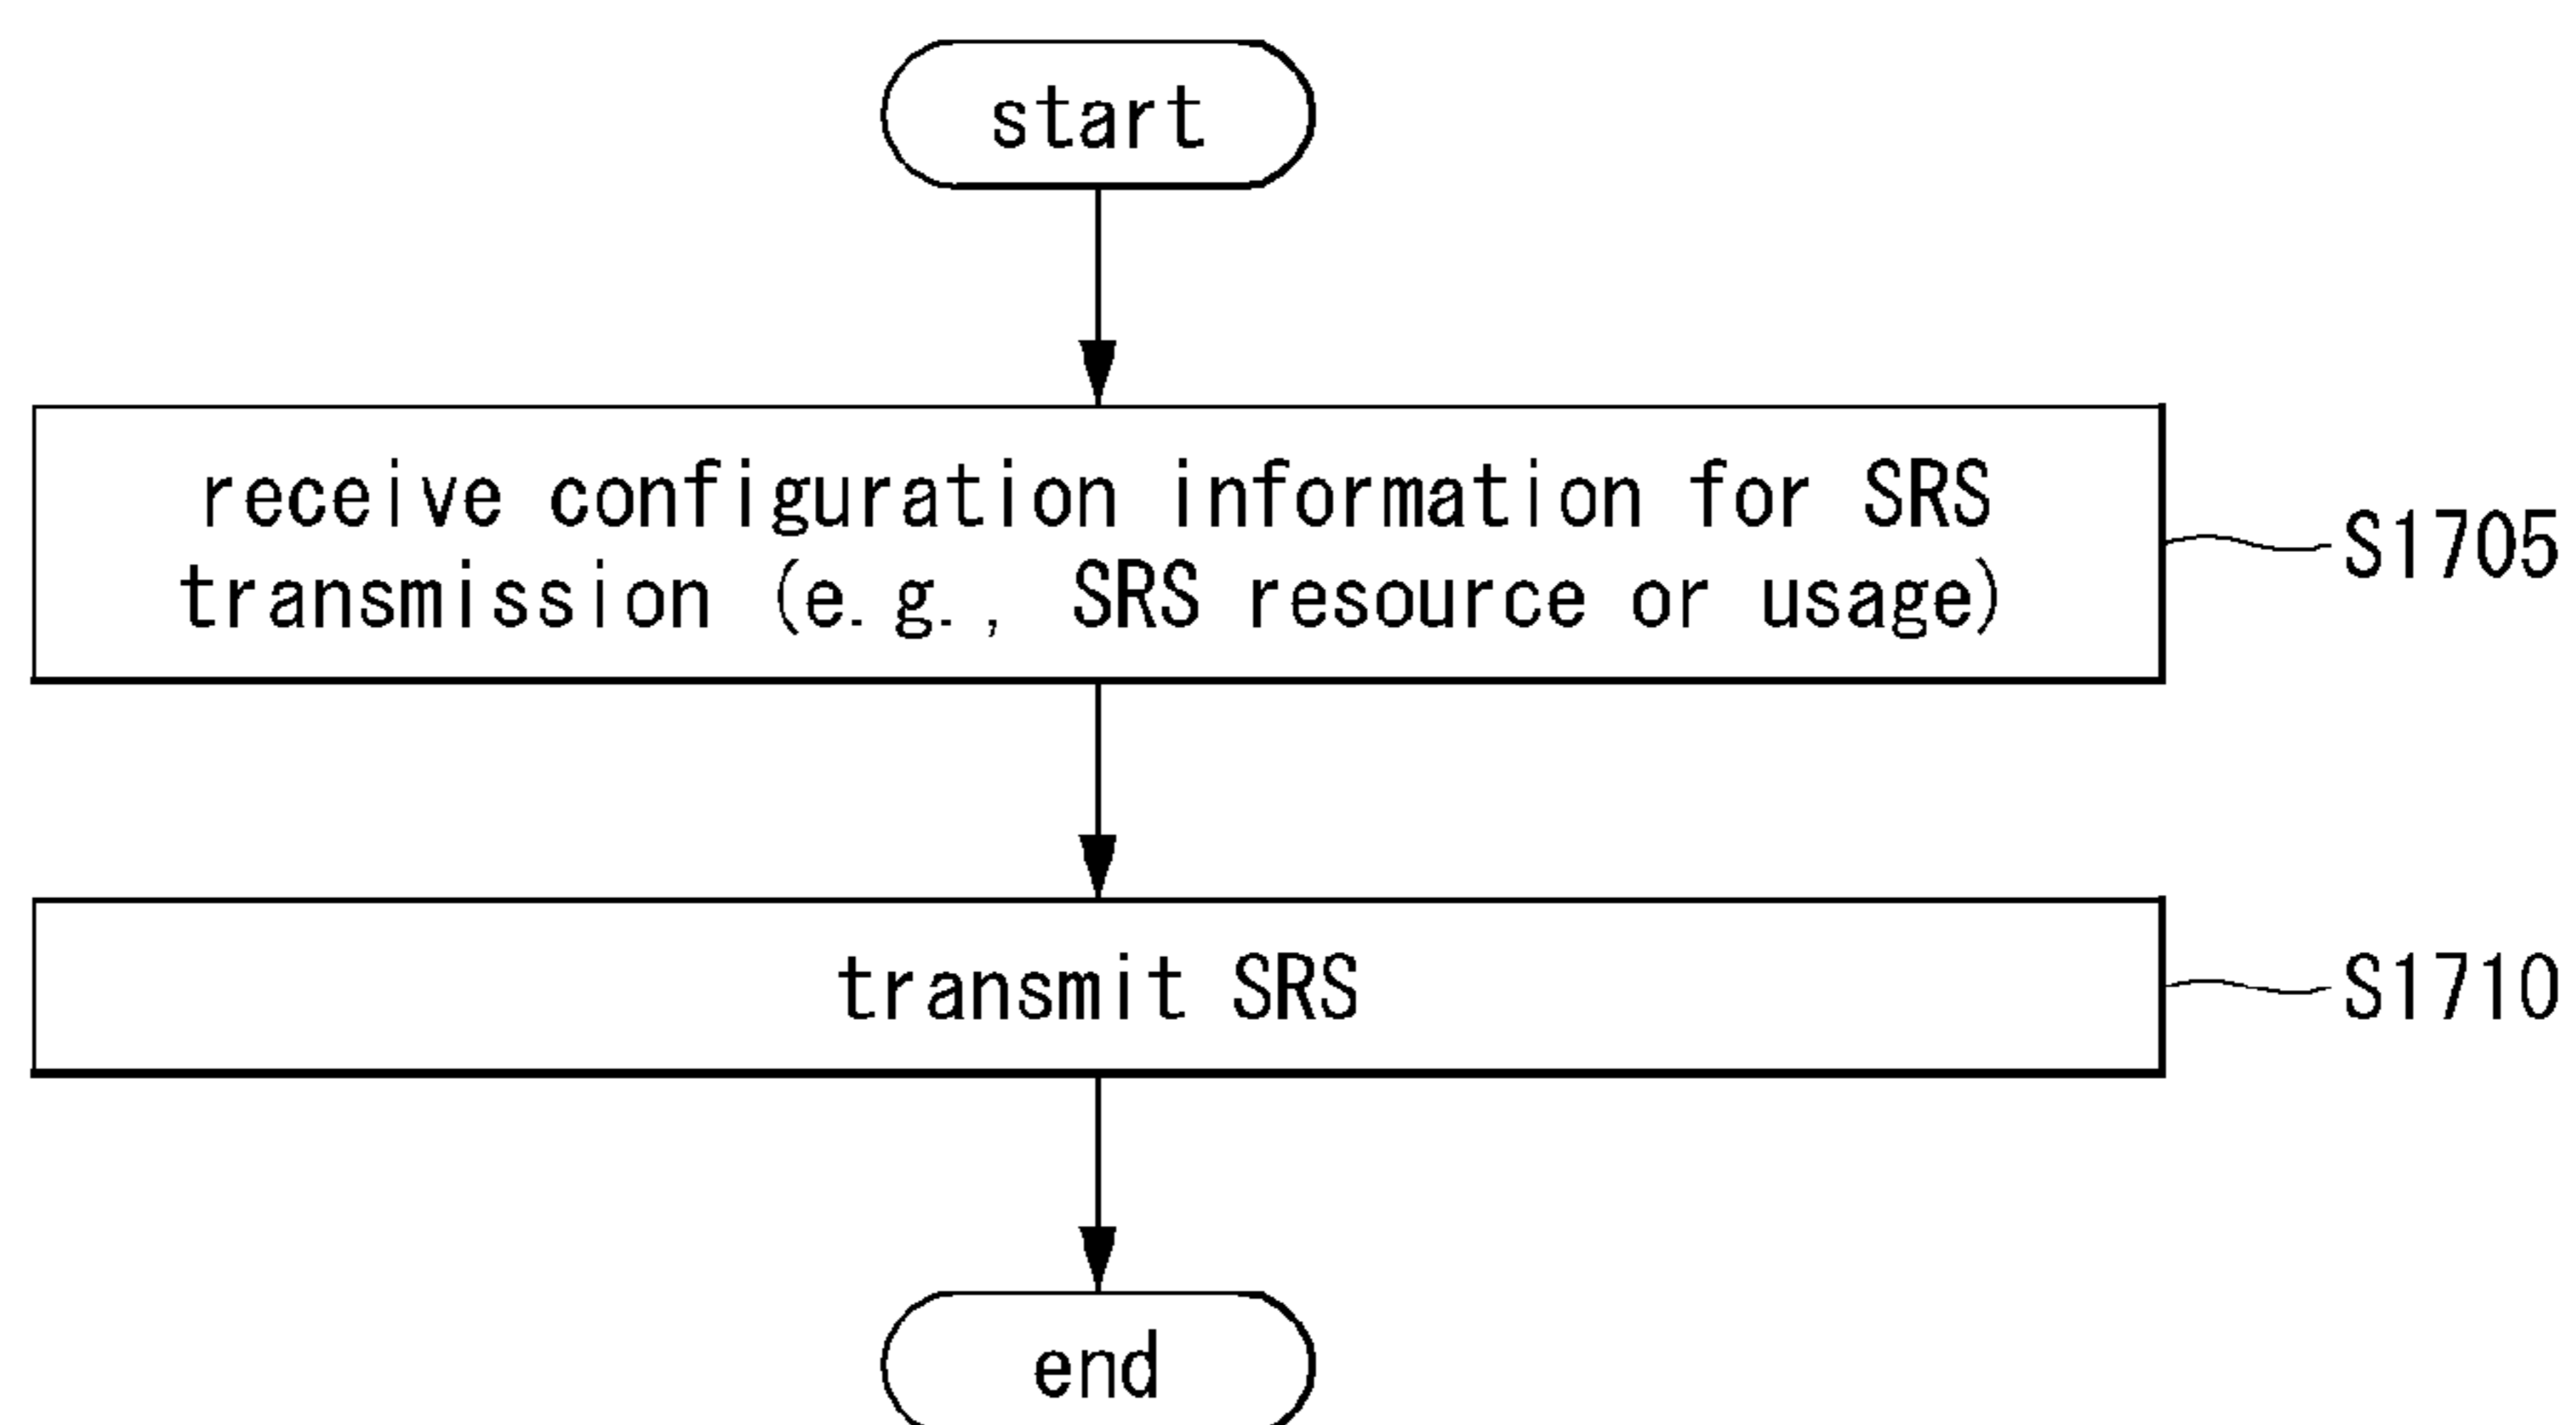 start
receive configuration information for SRS
transmission (e.g., SRS resource or usage)
S1705
transmit SRS
S1710
end